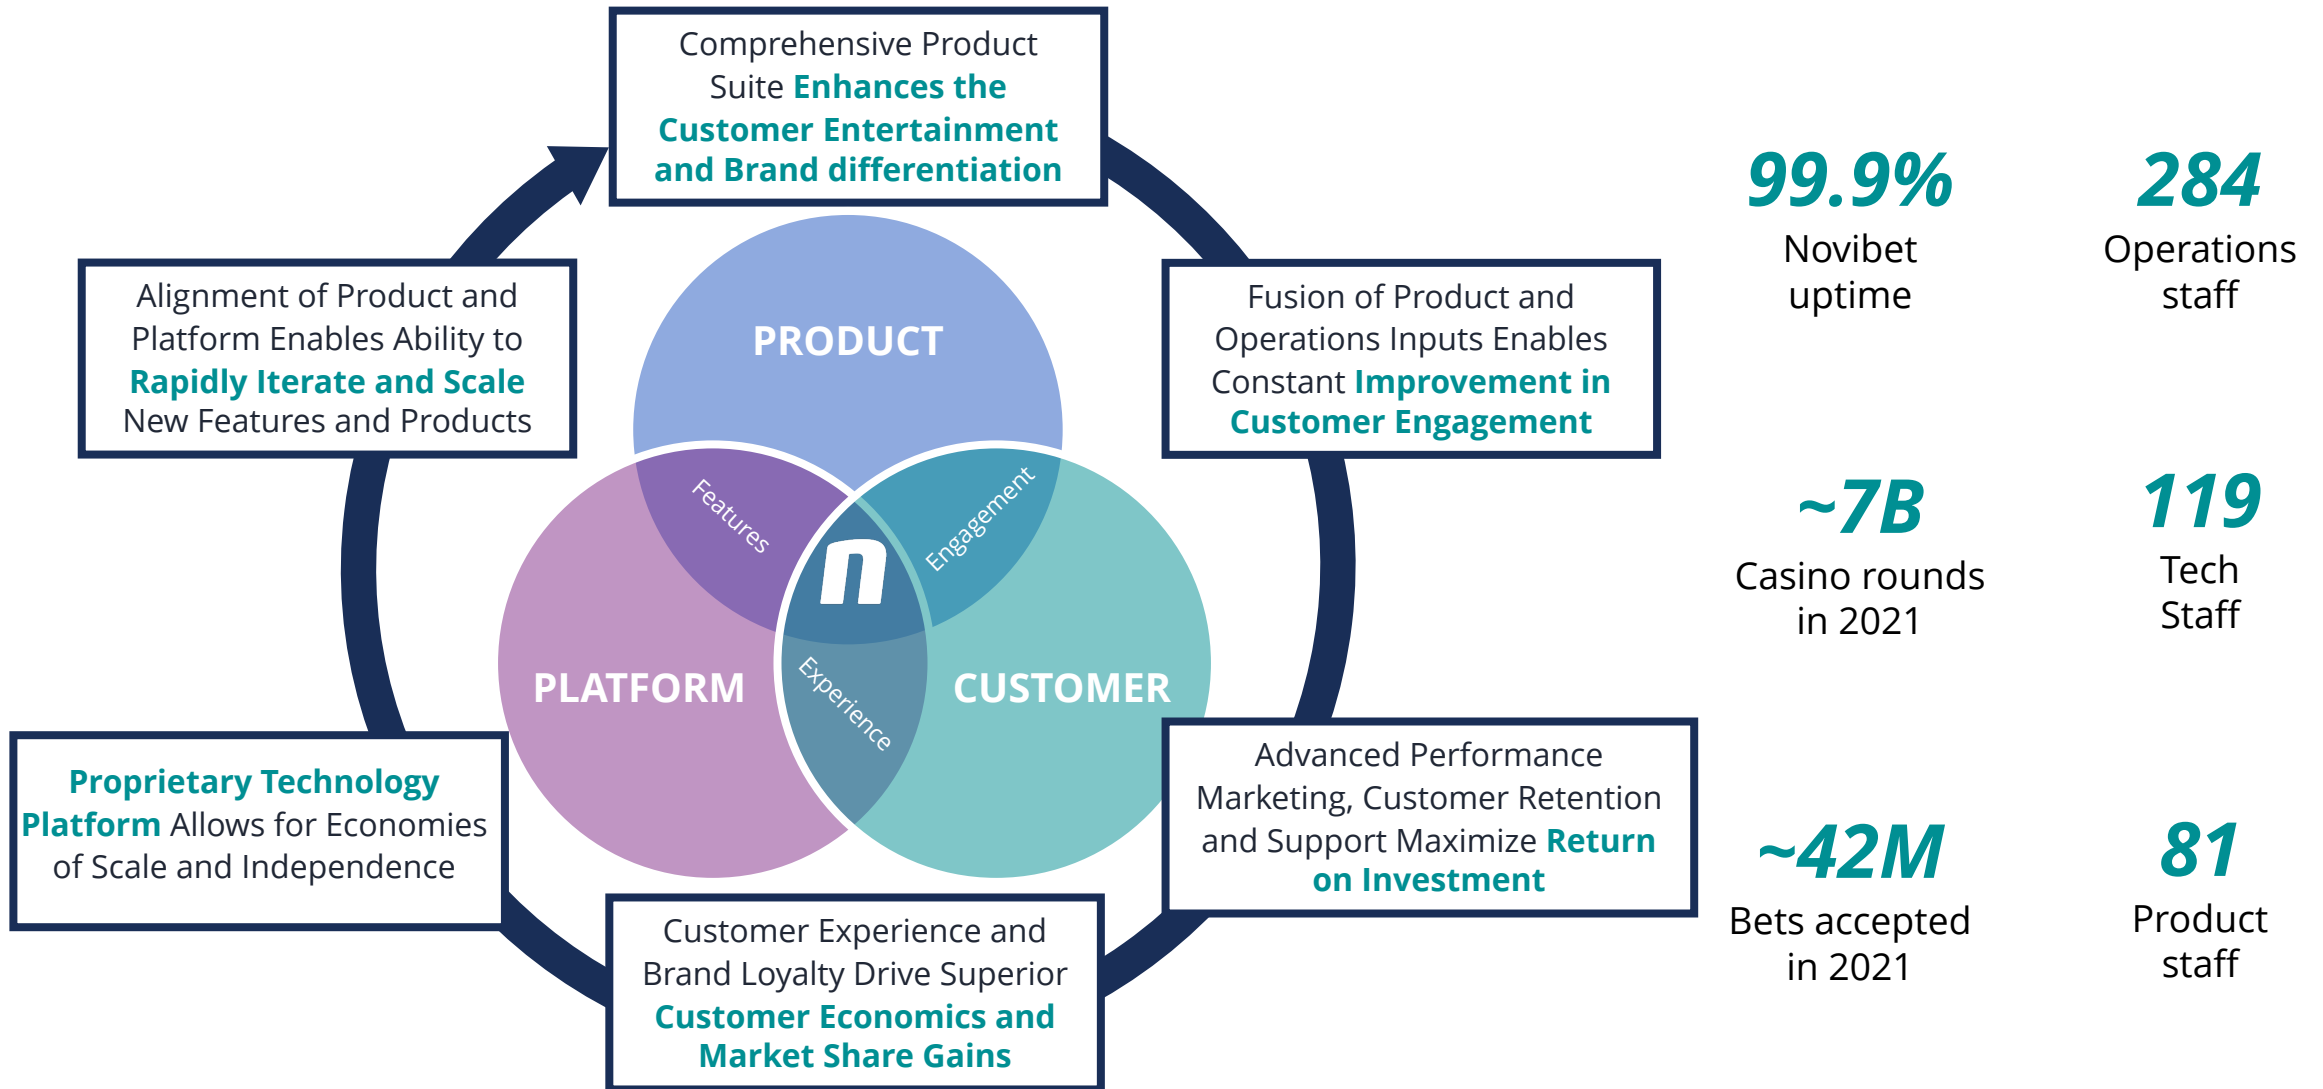 Comprehensive Product
Suite Enhances the
Customer Entertainment
and Brand differentiation
Alignment of Product and
Platform Enables Ability to
Rapidly Iterate and Scale
New Features and Products
Fusion of Product and
Operations Inputs Enables
Constant Improvement in
Customer Engagement
Proprietary Technology
Platform Allows for Economies
of Scale and Independence
Advanced Performance
Marketing, Customer Retention
and Support Maximize Return
on Investment
Customer Experience and
Brand Loyalty Drive Superior
Customer Economics and
Market Share Gains
PRODUCT
Features
Engagement
n
PLATFORM
Experience
CUSTOMER
99.9%
Novibet
uptime
284
Operations
staff
~7B
Casino rounds
in 2021
119
Tech
Staff
~42M
Bets accepted
in 2021
81
Product
staff